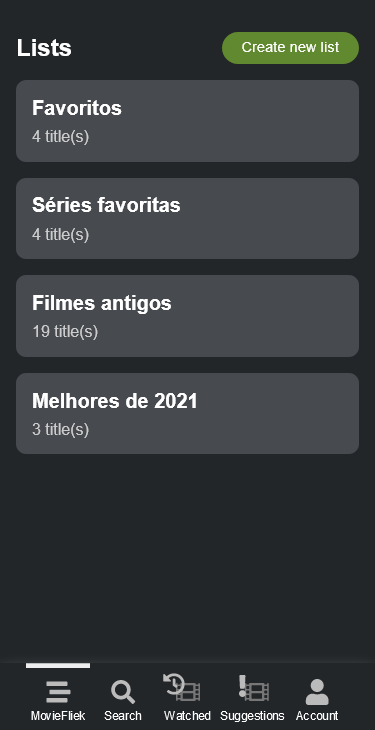 Lists
Create new list
Favoritos
4 title(s)
Séries favoritas
4 title(s)
Filmes antigos
19 title(s)
Melhores de 2021
3 title(s)
MovieFliek
Search
Watched
Suggestions
Account